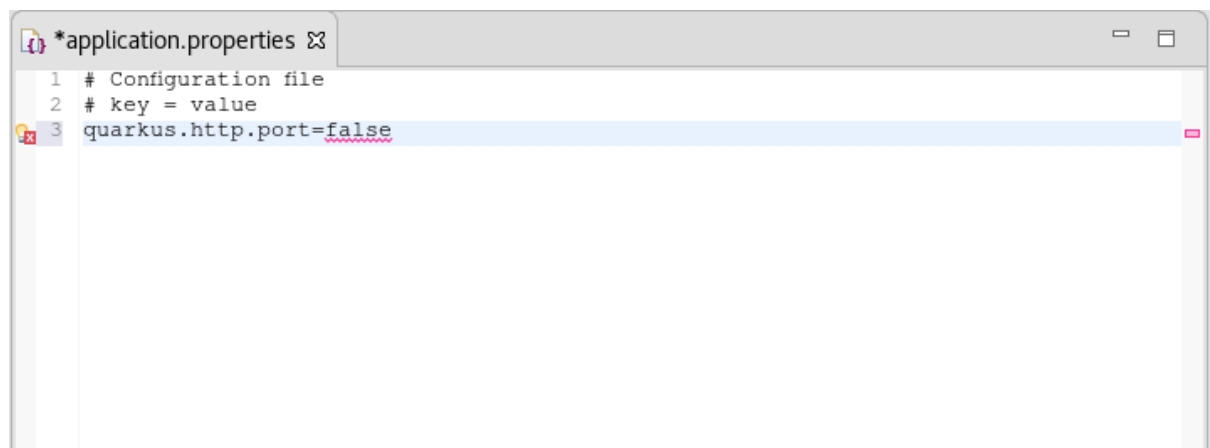 *application.properties
1 # Configuration file
2 # key = value
3 quarkus.http.port=false